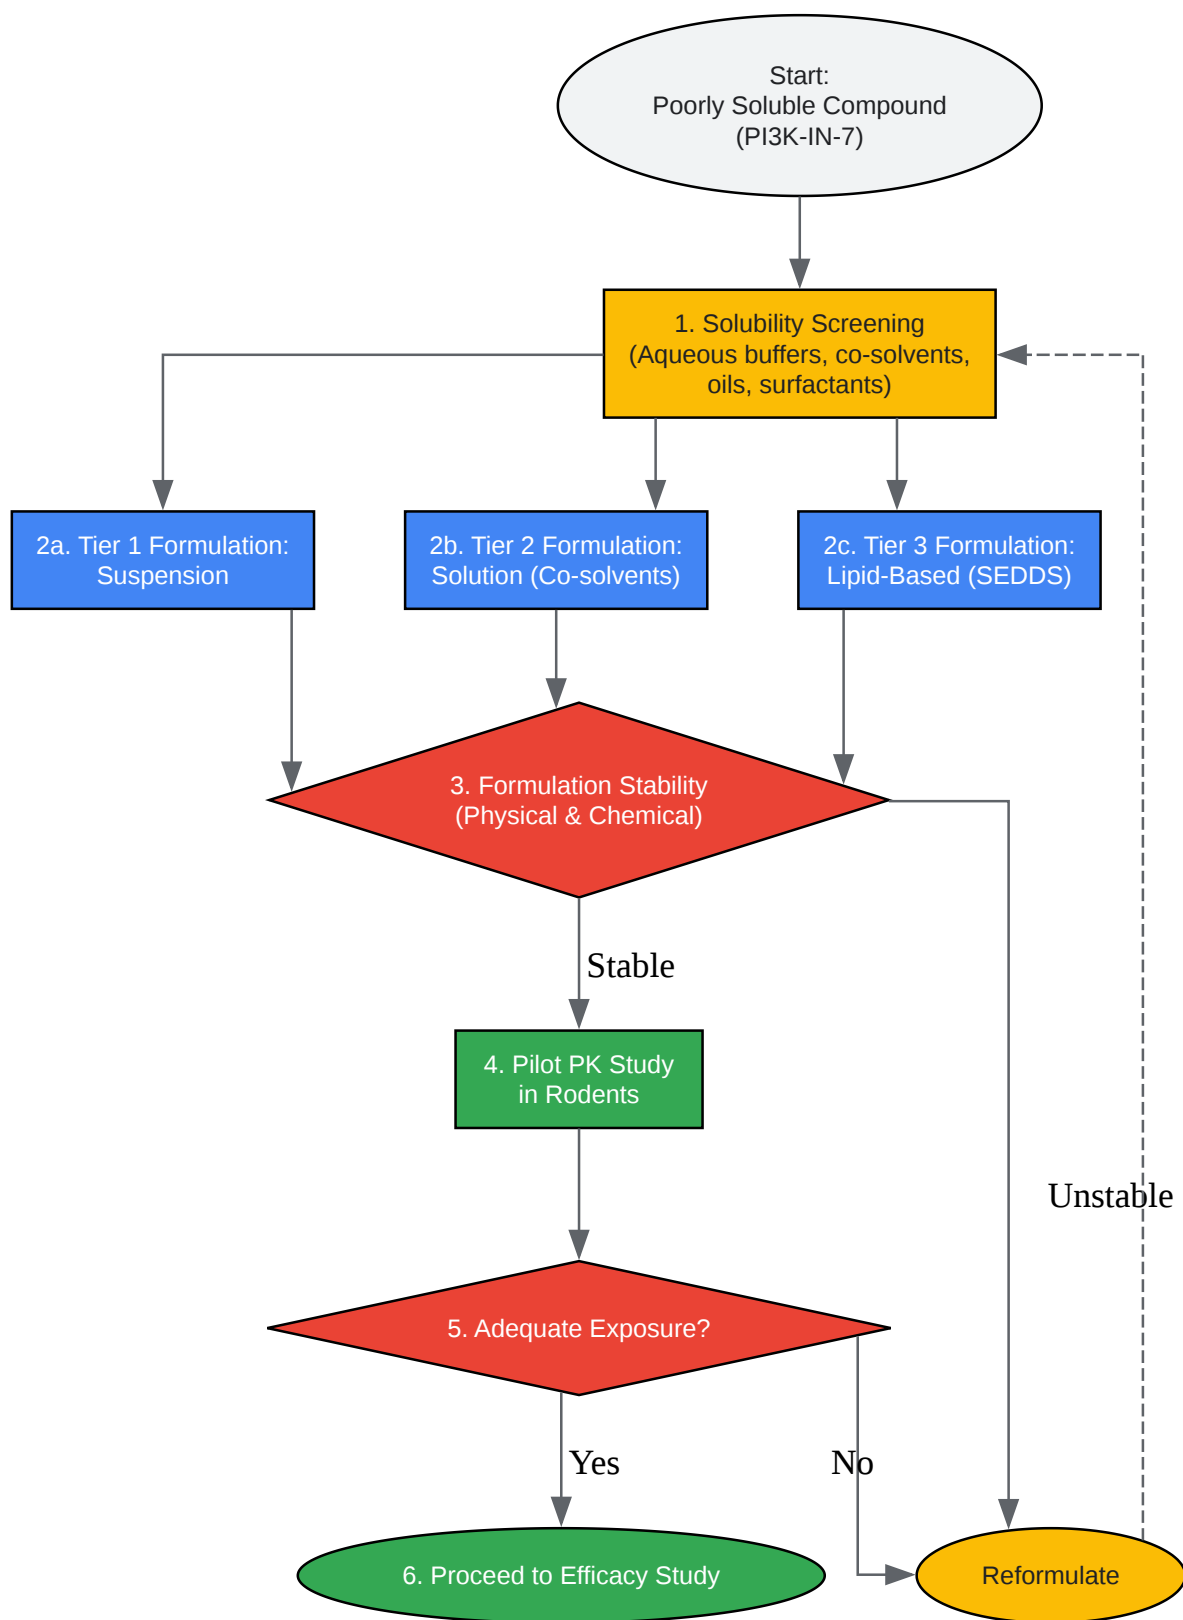 Start:
Poorly Soluble Compound
(PI3K-IN-7)
1. Solubility Screening
(Aqueous buffers, co-solvents,
oils, surfactants)
2a. Tier 1 Formulation:
Suspension
2b. Tier 2 Formulation:
Solution (Co-solvents)
2c. Tier 3 Formulation:
Lipid-Based (SEDDS)
3. Formulation Stability
(Physical & Chemical)
Stable
4. Pilot PK Study
in Rodents
Unstable
5. Adequate Exposure?
Yes
No
6. Proceed to Efficacy Study
Reformulate